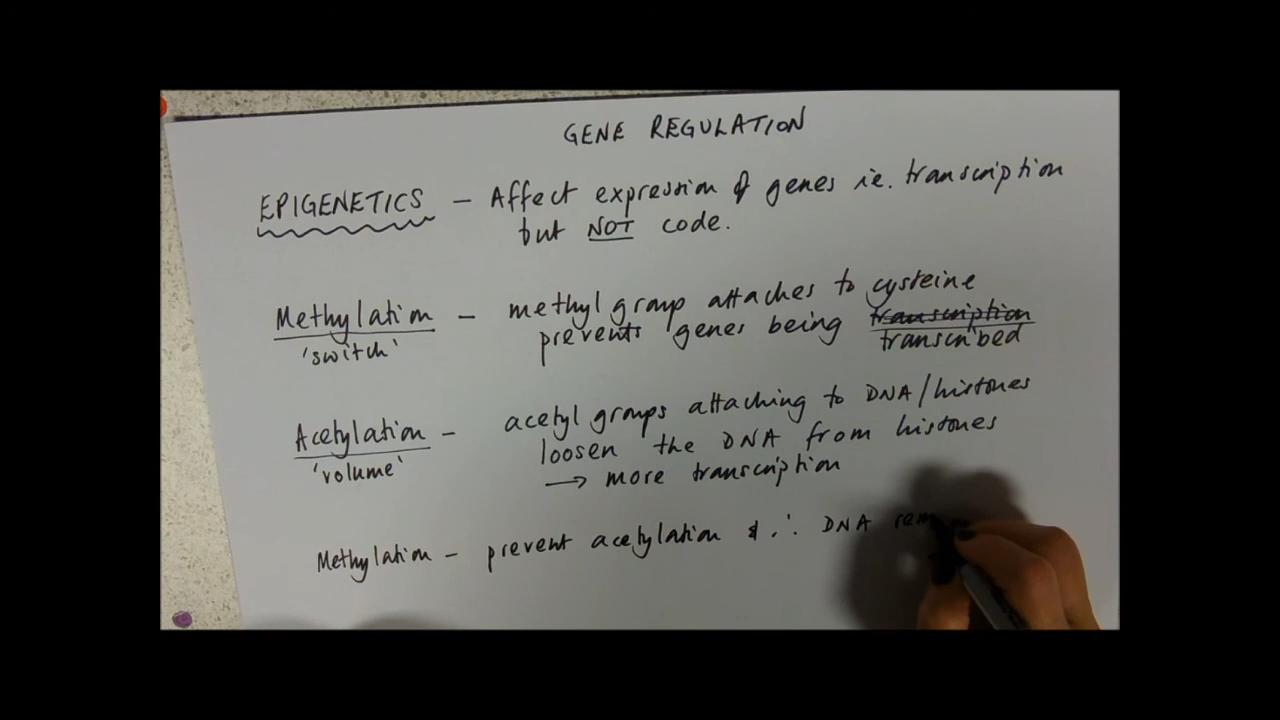 GENE REGULATION
EPIGENETICS - Affect expression of genes i.e. transcription
but NOT code.
Methylation - methyl group attaches to cysteine
'switch' prevents genes being transcription
transcribed
Acetylation - acetyl groups attaching to DNA/histones
'volume' loosen the DNA from histones
→ more transcription
Methylation - prevent acetylation & ∴ DNA rem